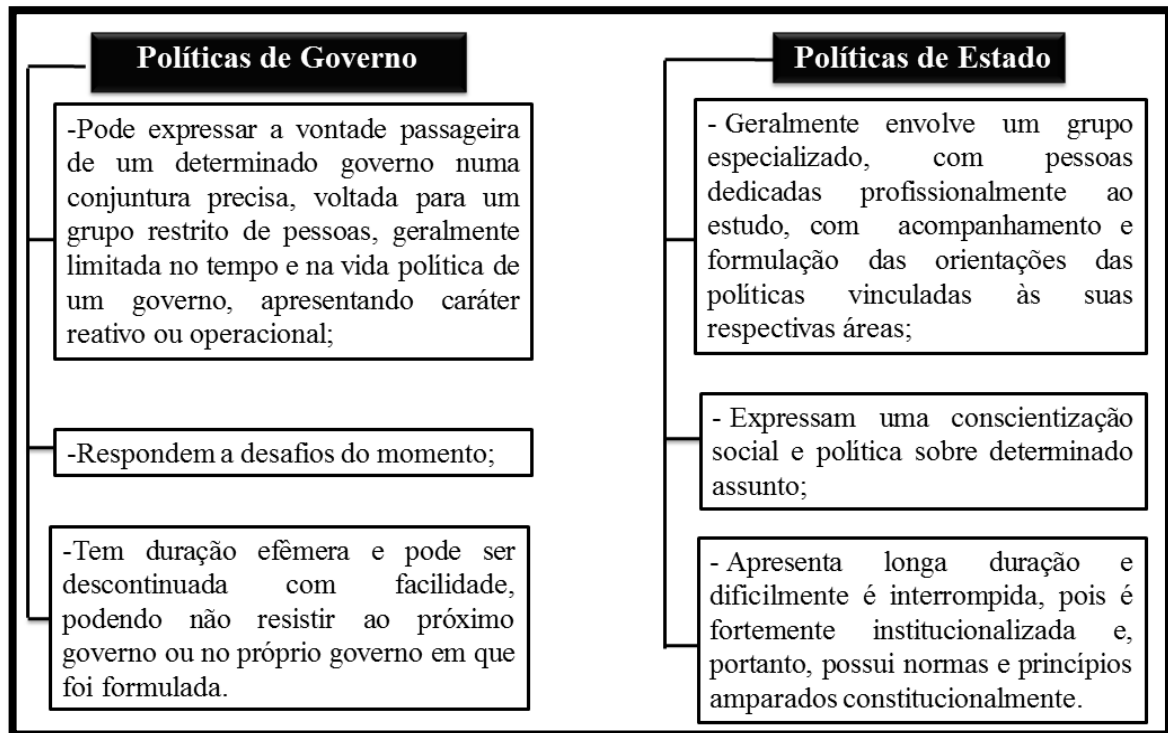 Políticas de Governo
-Pode expressar a vontade passageira
de um determinado governo numa
conjuntura precisa, voltada para um
grupo restrito de pessoas, geralmente
limitada no tempo e na vida política de
um governo, apresentando caráter
reativo ou operacional;
-Respondem a desafios do momento;
-Tem duração efêmera e pode ser
descontinuada com facilidade,
podendo não resistir ao próximo
governo ou no próprio governo em que
foi formulada.
Políticas de Estado
- Geralmente envolve um grupo
especializado, com pessoas
dedicadas profissionalmente ao
estudo, com acompanhamento e
formulação das orientações das
políticas vinculadas às suas
respectivas áreas;
- Expressam uma conscientização
social e política sobre determinado
assunto;
- Apresenta longa duração e
dificilmente é interrompida, pois é
fortemente institucionalizada e,
portanto, possui normas e princípios
amparados constitucionalmente.